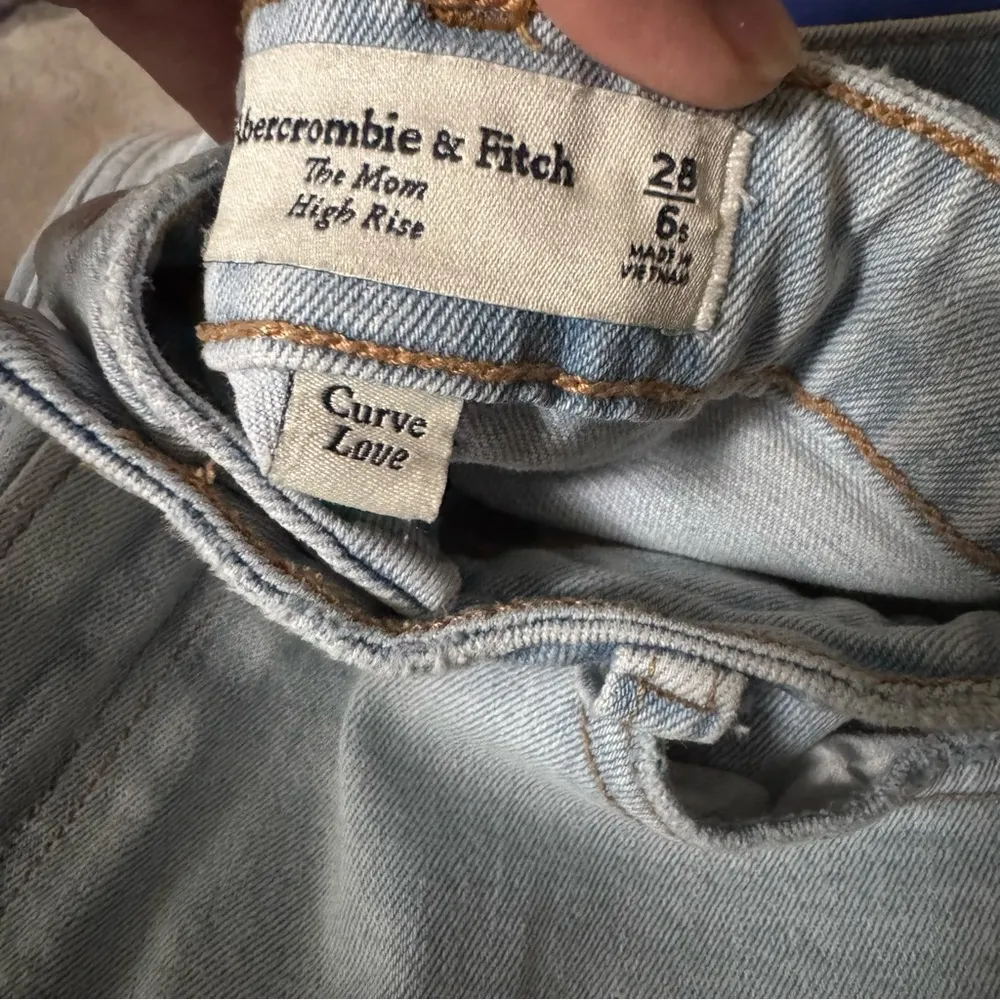 Abercrombie & Fitch
The Mom
High Rise
28
6s
MADE IN
VIETNAM
Curve
Love